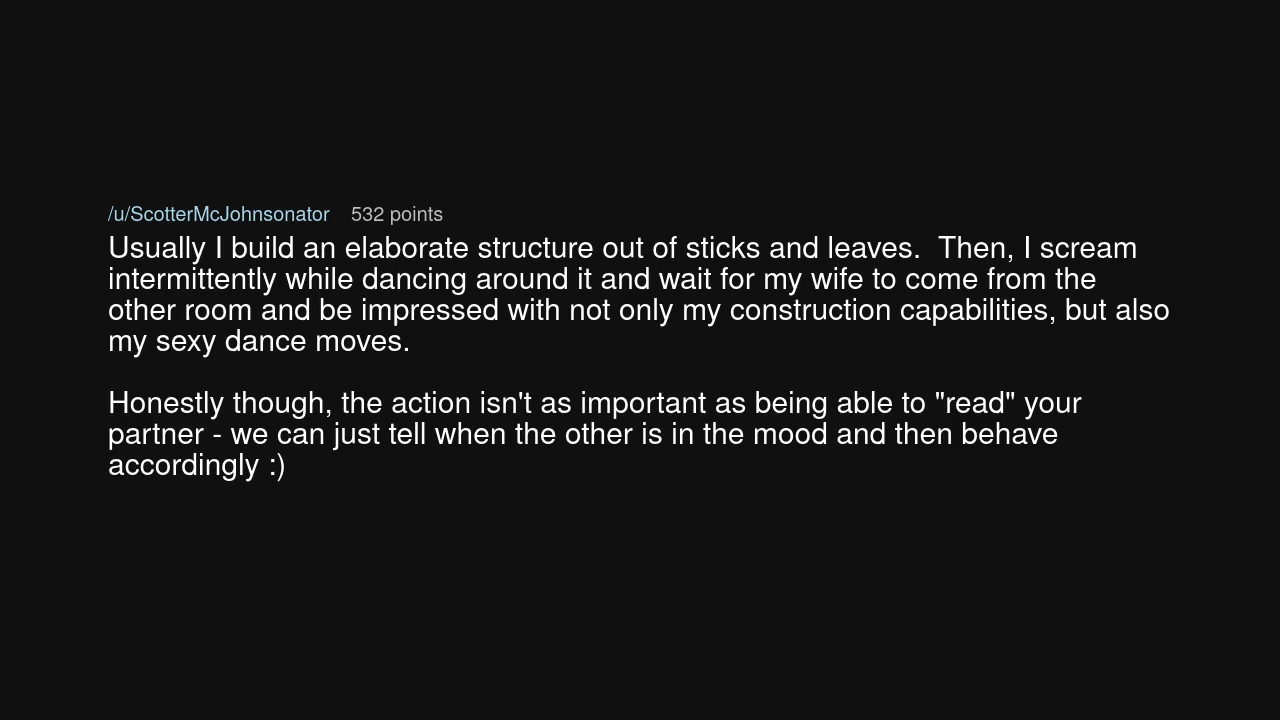 /u/ScotterMcJohnsonator 532 points
Usually I build an elaborate structure out of sticks and leaves.  Then, I scream
intermittently while dancing around it and wait for my wife to come from the
other room and be impressed with not only my construction capabilities, but also
my sexy dance moves.
Honestly though, the action isn't as important as being able to "read" your
partner - we can just tell when the other is in the mood and then behave
accordingly :)